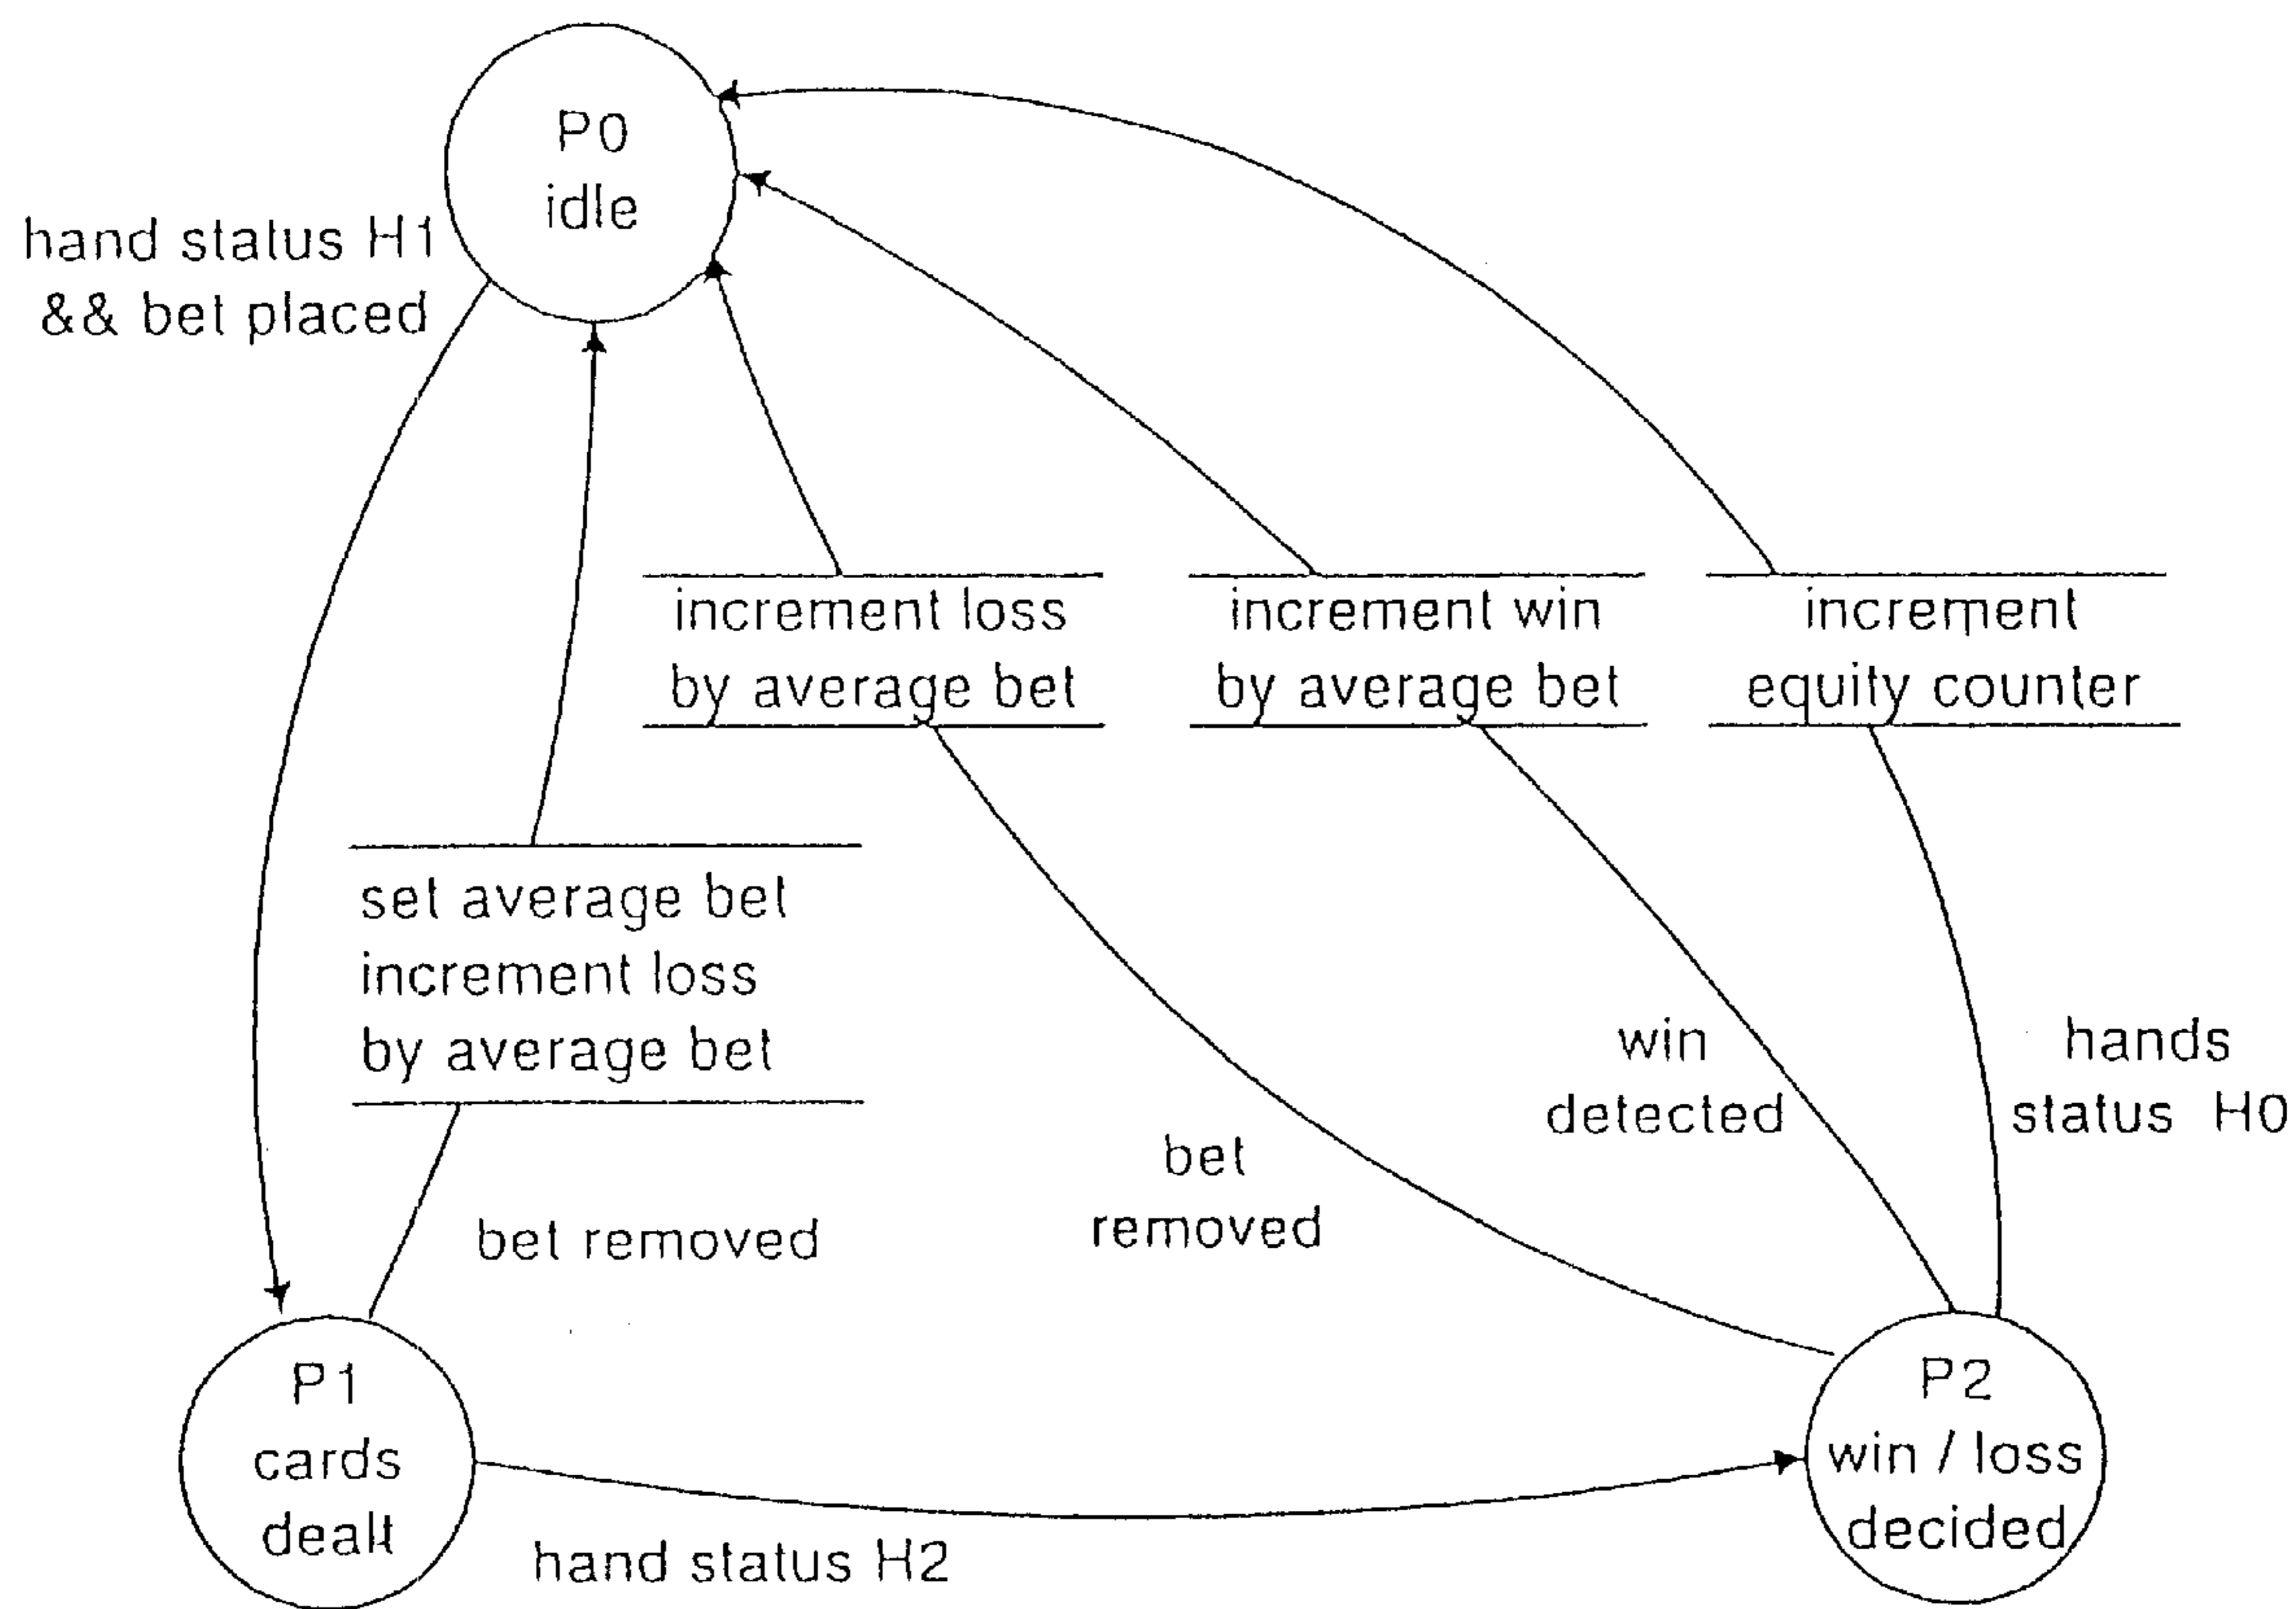 P0
idle
hand status H1
&& bet placed
increment loss
by average bet
increment win
by average bet
increment
equity counter
set average bet
increment loss
by average bet
win
detected
hands
status H0
bet
removed
bet removed
P1
cards
dealt
P2
win / loss
decided
hand status H2